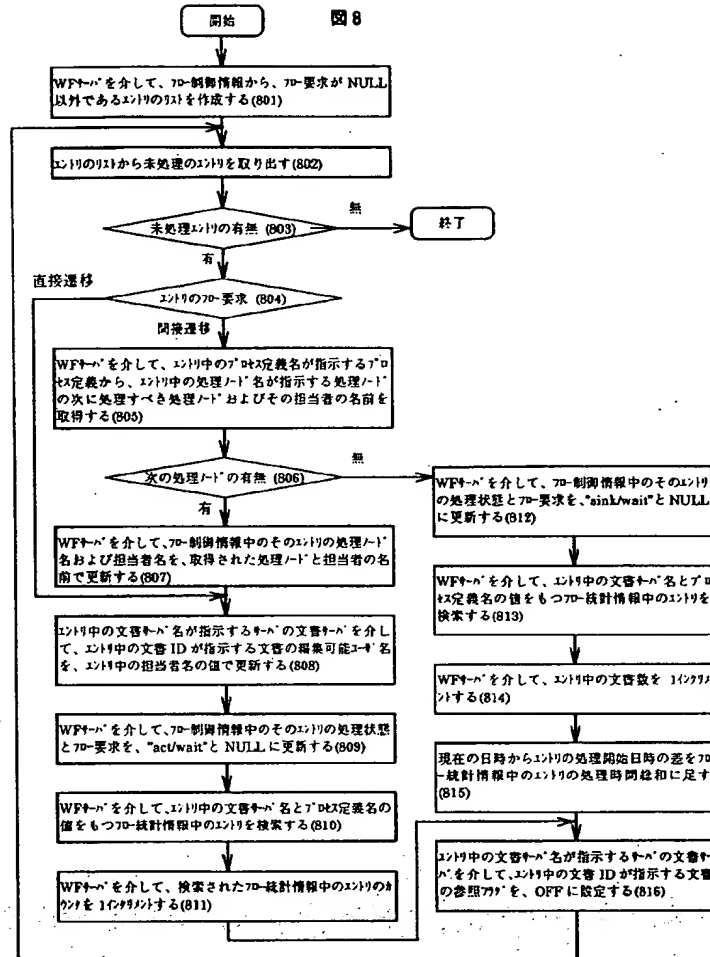 図8
開始
WFサーバを介して、フロー制御情報から、フロー要求が NULL
以外であるエントリのリストを作成する(801)
エントリのリストから未処理のエントリを取り出す(802)
未処理エントリの有無 (803)
無
終了
有
直接遷移
エントリのフロー要求 (804)
間接遷移
WFサーバを介して、エントリ中のプロセス定義名が指示するプロ
セス定義から、エントリ中の処理ノード名が指示する処理ノード
の次に処理すべき処理ノードおよびその担当者の名前を
取得する(805)
次の処理ノードの有無 (806)
無
有
WFサーバを介して、フロー制御情報中のそのエントリの処理ノード
名および担当者名を、取得された処理ノードと担当者の名
前で更新する(807)
エントリ中の文書サーバ名が指示するサーバの文書サーバを介し
て、エントリ中の文書 ID が指示する文書の編集可能ユーザ名
を、エントリ中の担当者名の値で更新する(808)
WFサーバを介して、フロー制御情報中のそのエントリの処理状態
とフロー要求を、"act/wait"と NULL に更新する(809)
WFサーバを介して、エントリ中の文書サーバ名とプロセス定義名の
値をもつフロー統計情報中のエントリを検索する(810)
WFサーバを介して、検索されたフロー統計情報中のエントリのカ
ウンタを 1インクリメントする(811)
WFサーバを介して、フロー制御情報中のそのエントリ
の処理状態とフロー要求を、"sink/wait"と NULL
に更新する(812)
WFサーバを介して、エントリ中の文書サーバ名とプロ
セス定義名の値をもつフロー統計情報中のエントリを
検索する(813)
WFサーバを介して、エントリ中の文書数を 1インクリメ
ントする(814)
現在の日時からエントリの処理開始日時の差をフロ
ー統計情報中のエントリの処理時間総和に足す
(815)
エントリ中の文書サーバ名が指示するサーバの文書サー
バを介して、エントリ中の文書 ID が指示する文書
の参照フラグを、OFF に設定する(816)